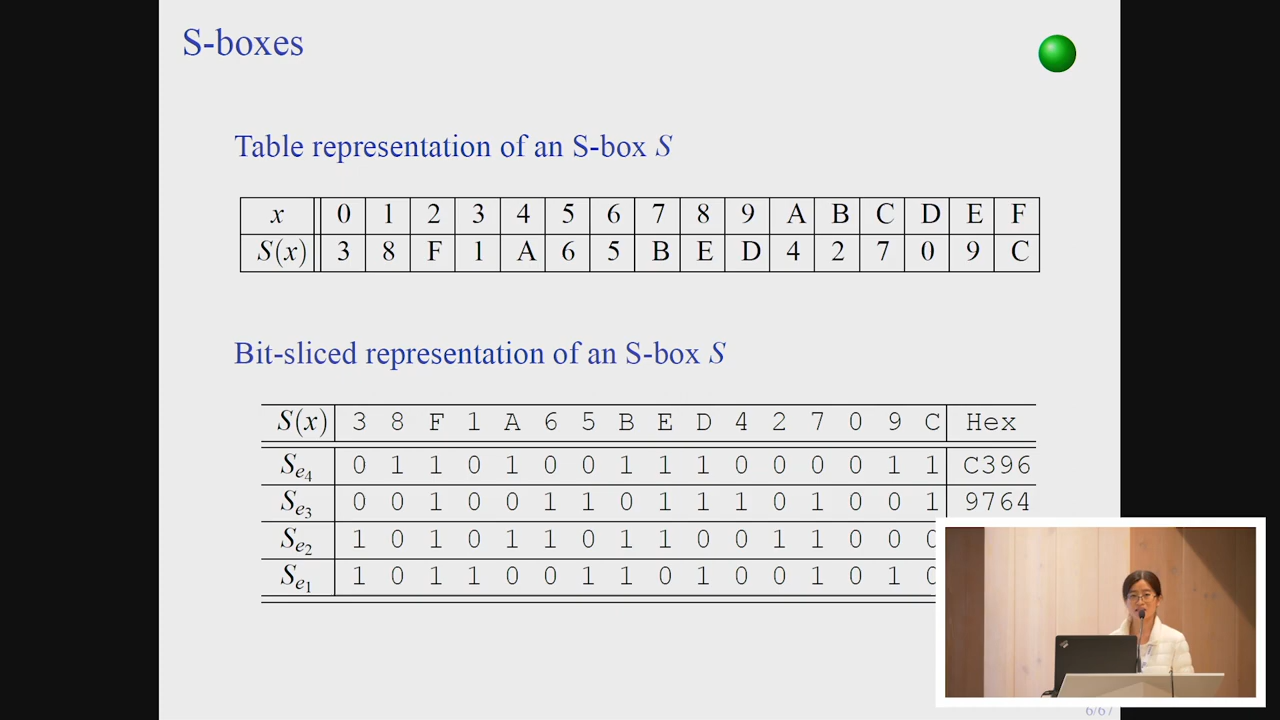 S-boxes
Table representation of an S-box S
x 0 1 2 3 4 5 6 7 8 9 A B C D E F
S(x) 3 8 F 1 A 6 5 B E D 4 2 7 0 9 C
Bit-sliced representation of an S-box S
S(x) 3 8 F 1 A 6 5 B E D 4 2 7 0 9 C Hex
Se4 0 1 1 0 1 0 0 1 1 1 0 0 0 0 1 1 C396
Se3 0 0 1 0 0 1 1 0 1 1 1 0 1 0 0 1 9764
Se2 1 0 1 0 1 1 0 1 1 0 0 1 1 0 0 0
Se1 1 0 1 1 0 0 1 1 0 1 0 0 1 0 1 0
6/67